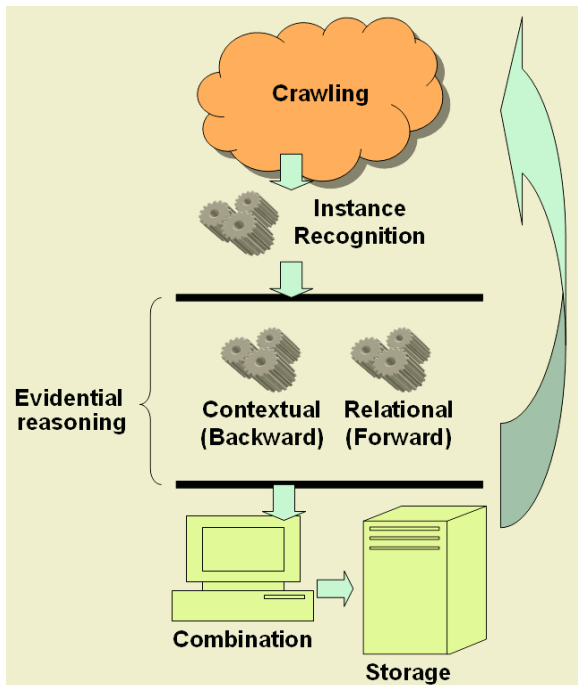 Crawling
Instance
Recognition
Evidential
reasoning
Contextual
(Backward)
Relational
(Forward)
Combination
Storage